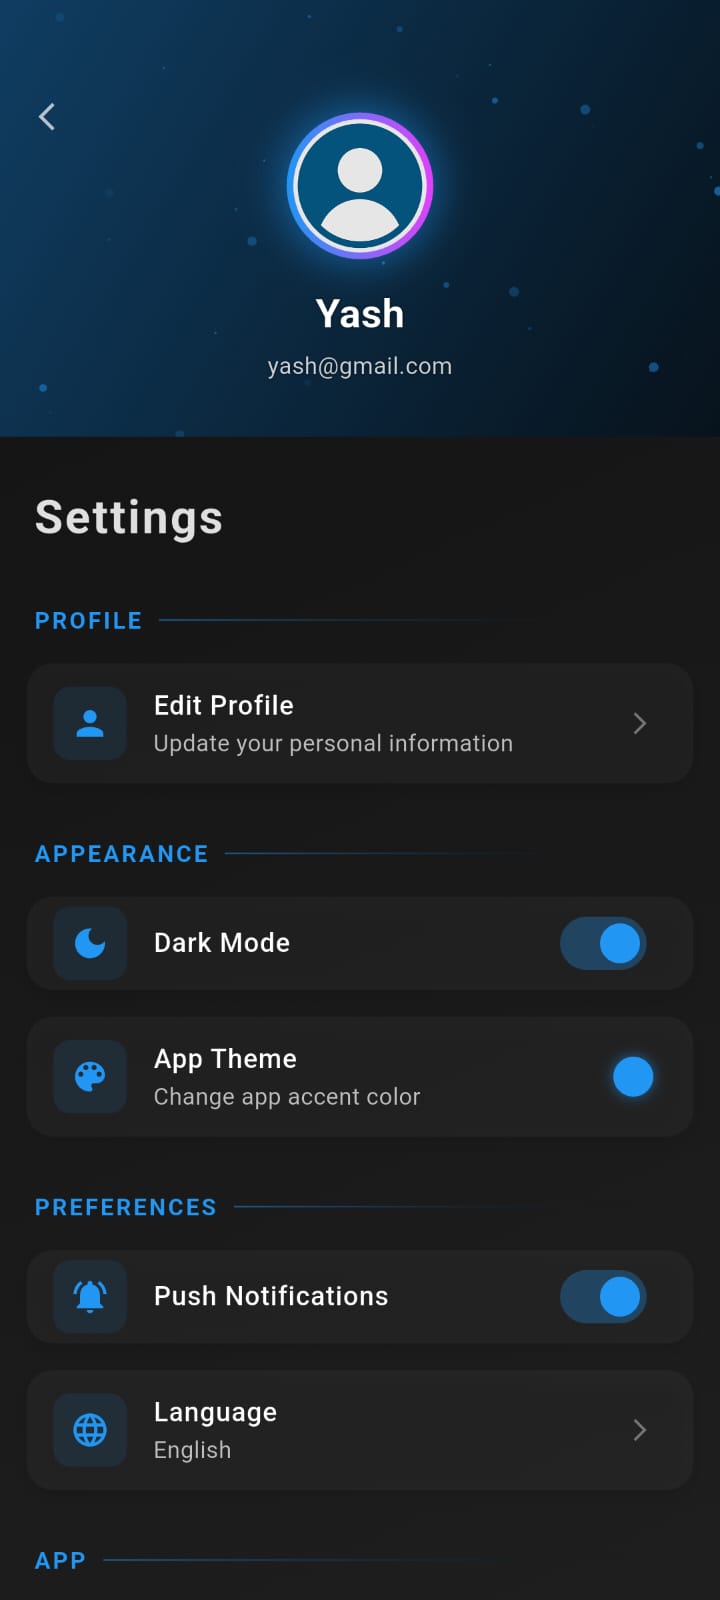 Yash
yash@gmail.com
Settings
PROFILE
Edit Profile
Update your personal information
APPEARANCE
Dark Mode
App Theme
Change app accent color
PREFERENCES
Push Notifications
Language
English
APP